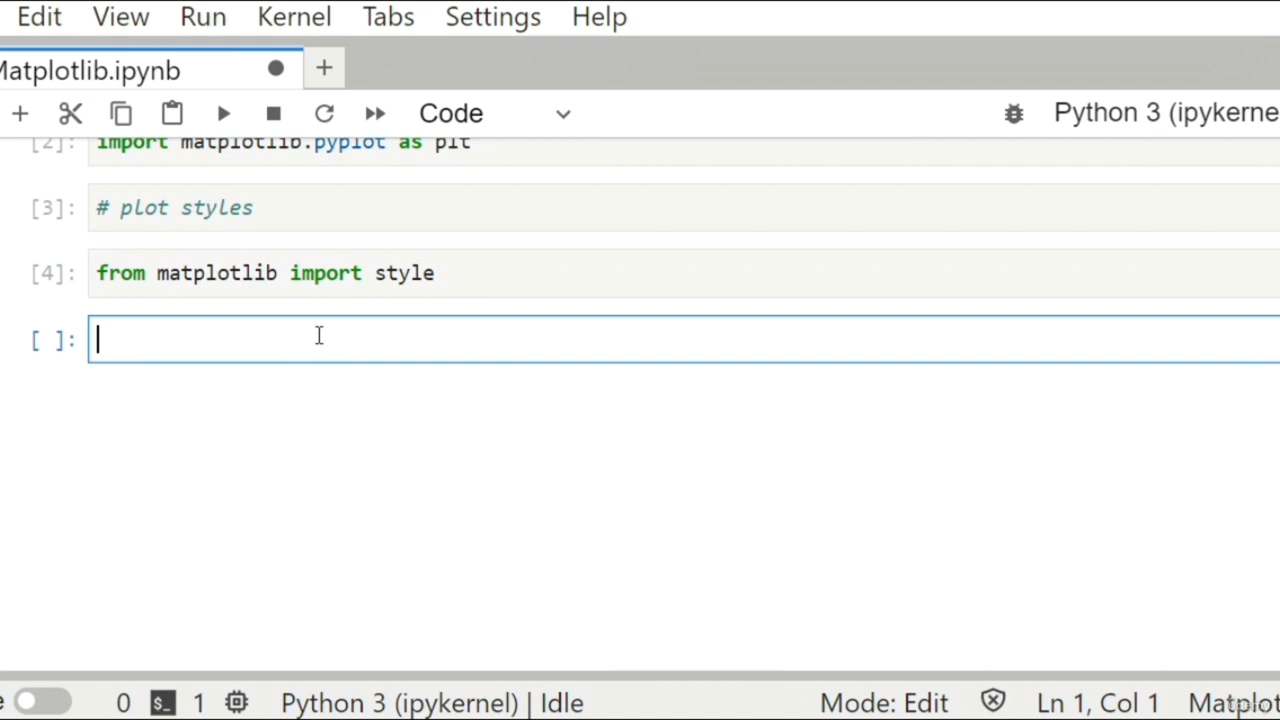 Edit View Run Kernel Tabs Settings Help
Matplotlib.ipynb
Code Python 3 (ipykerne
[2]: import matplotlib.pyplot as plt
[3]: # plot styles
[4]: from matplotlib import style
[ ]:
e 0 $_ 1 Python 3 (ipykernel) | Idle Mode: Edit Ln 1, Col 1 Matplot